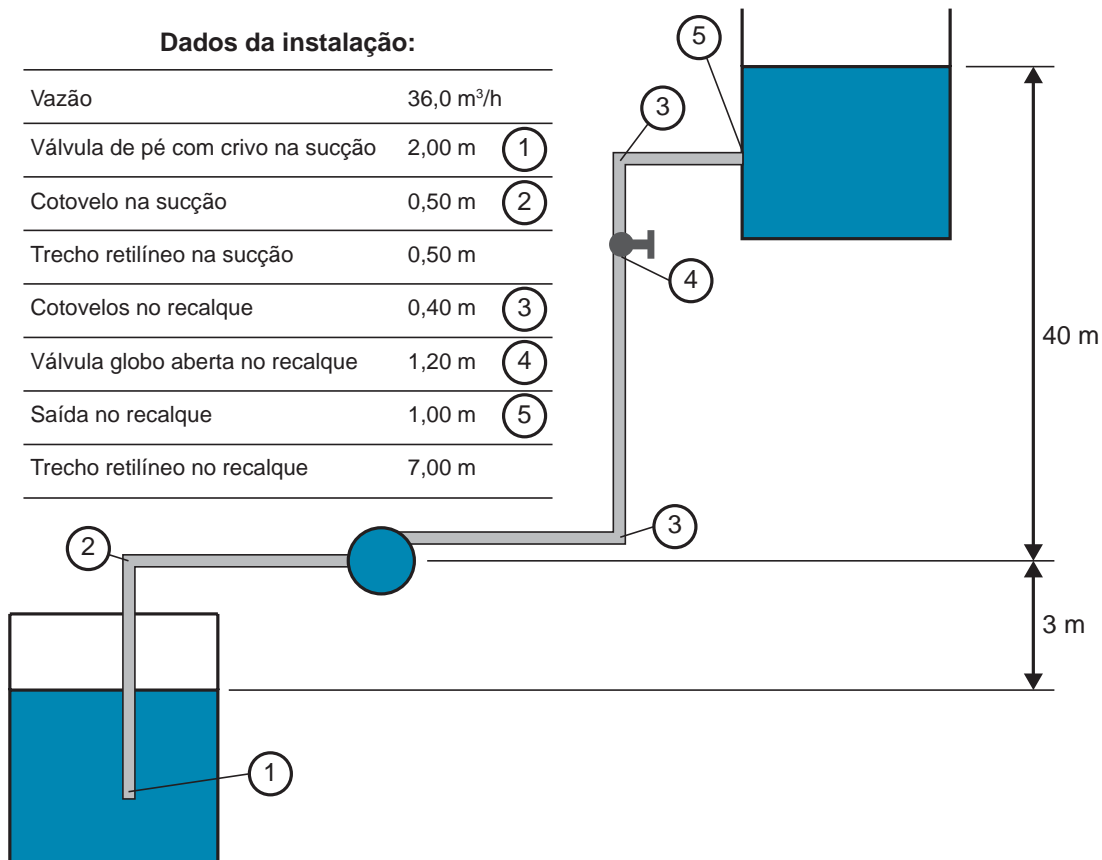 Dados da instalação:
Vazão 36,0 m³/h
Válvula de pé com crivo na sucção 2,00 m 1
Cotovelo na sucção 0,50 m 2
Trecho retilíneo na sucção 0,50 m
Cotovelos no recalque 0,40 m 3
Válvula globo aberta no recalque 1,20 m 4
Saída no recalque 1,00 m 5
Trecho retilíneo no recalque 7,00 m
5
3
4
40 m
3
2
3 m
1